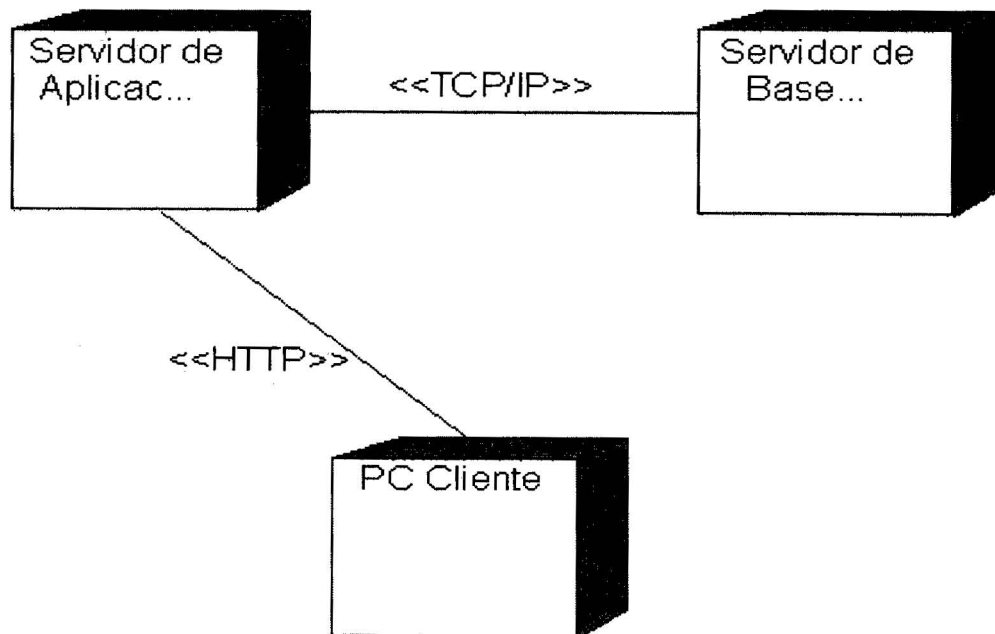 Servidor de
Aplicac...
<<TCP/IP>>
Servidor de
Base...
<<HTTP>>
PC Cliente